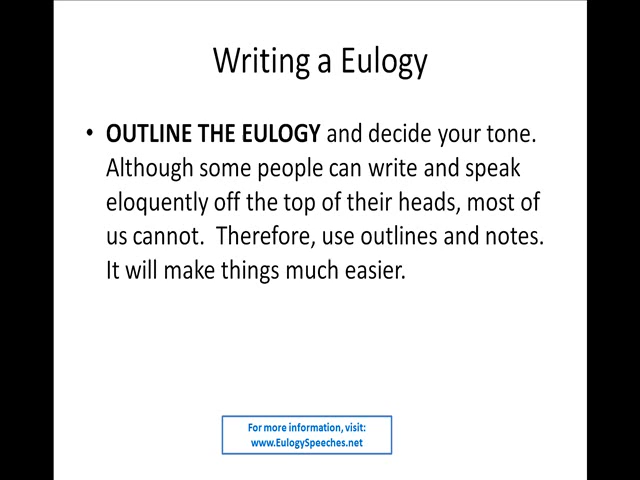 Writing a Eulogy
• OUTLINE THE EULOGY and decide your tone.
Although some people can write and speak
eloquently off the top of their heads, most of
us cannot.  Therefore, use outlines and notes.
It will make things much easier.
For more information, visit:
www.EulogySpeeches.net